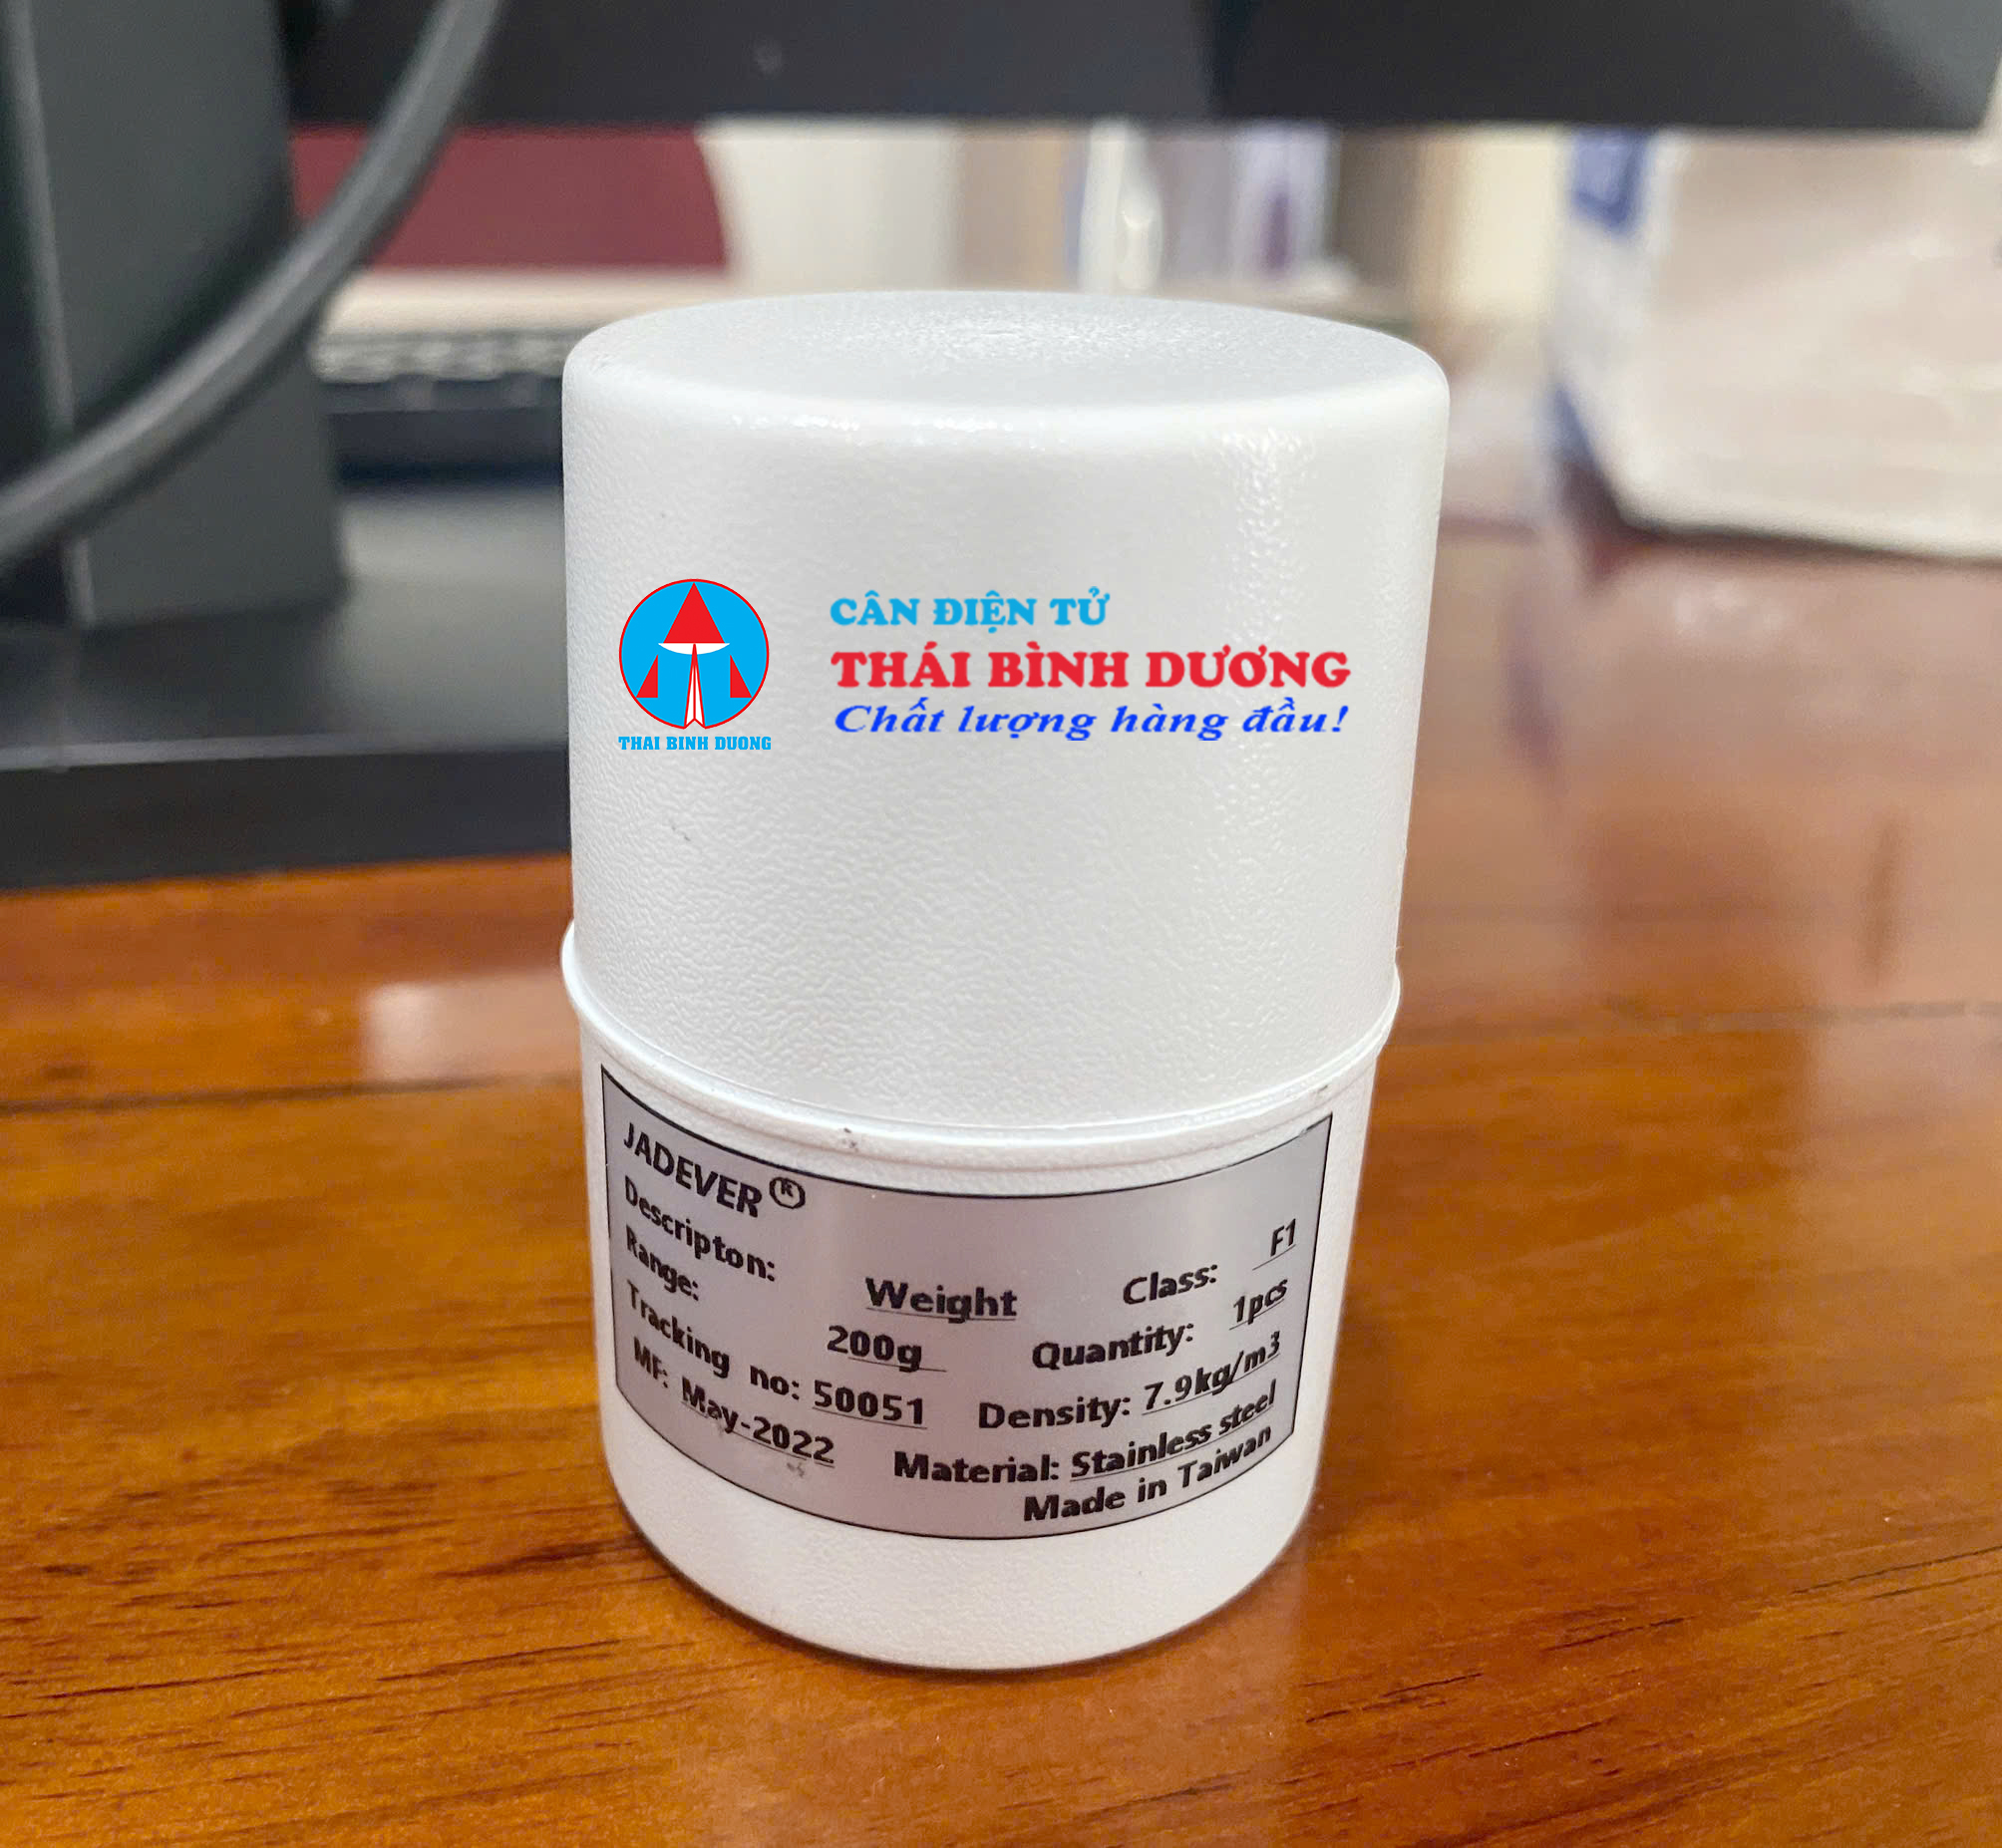 CÂN ĐIỆN TỬ
THÁI BÌNH DƯƠNG
Chất lượng hàng đầu!
THAI BINH DUONG
JADEVER®
Descripton: Weight Class: F1
Range: 200g Quantity: 1pcs
Tracking no: 50051 Density: 7.9kg/m3
MF: May-2022 Material: Stainless steel
Made in Taiwan